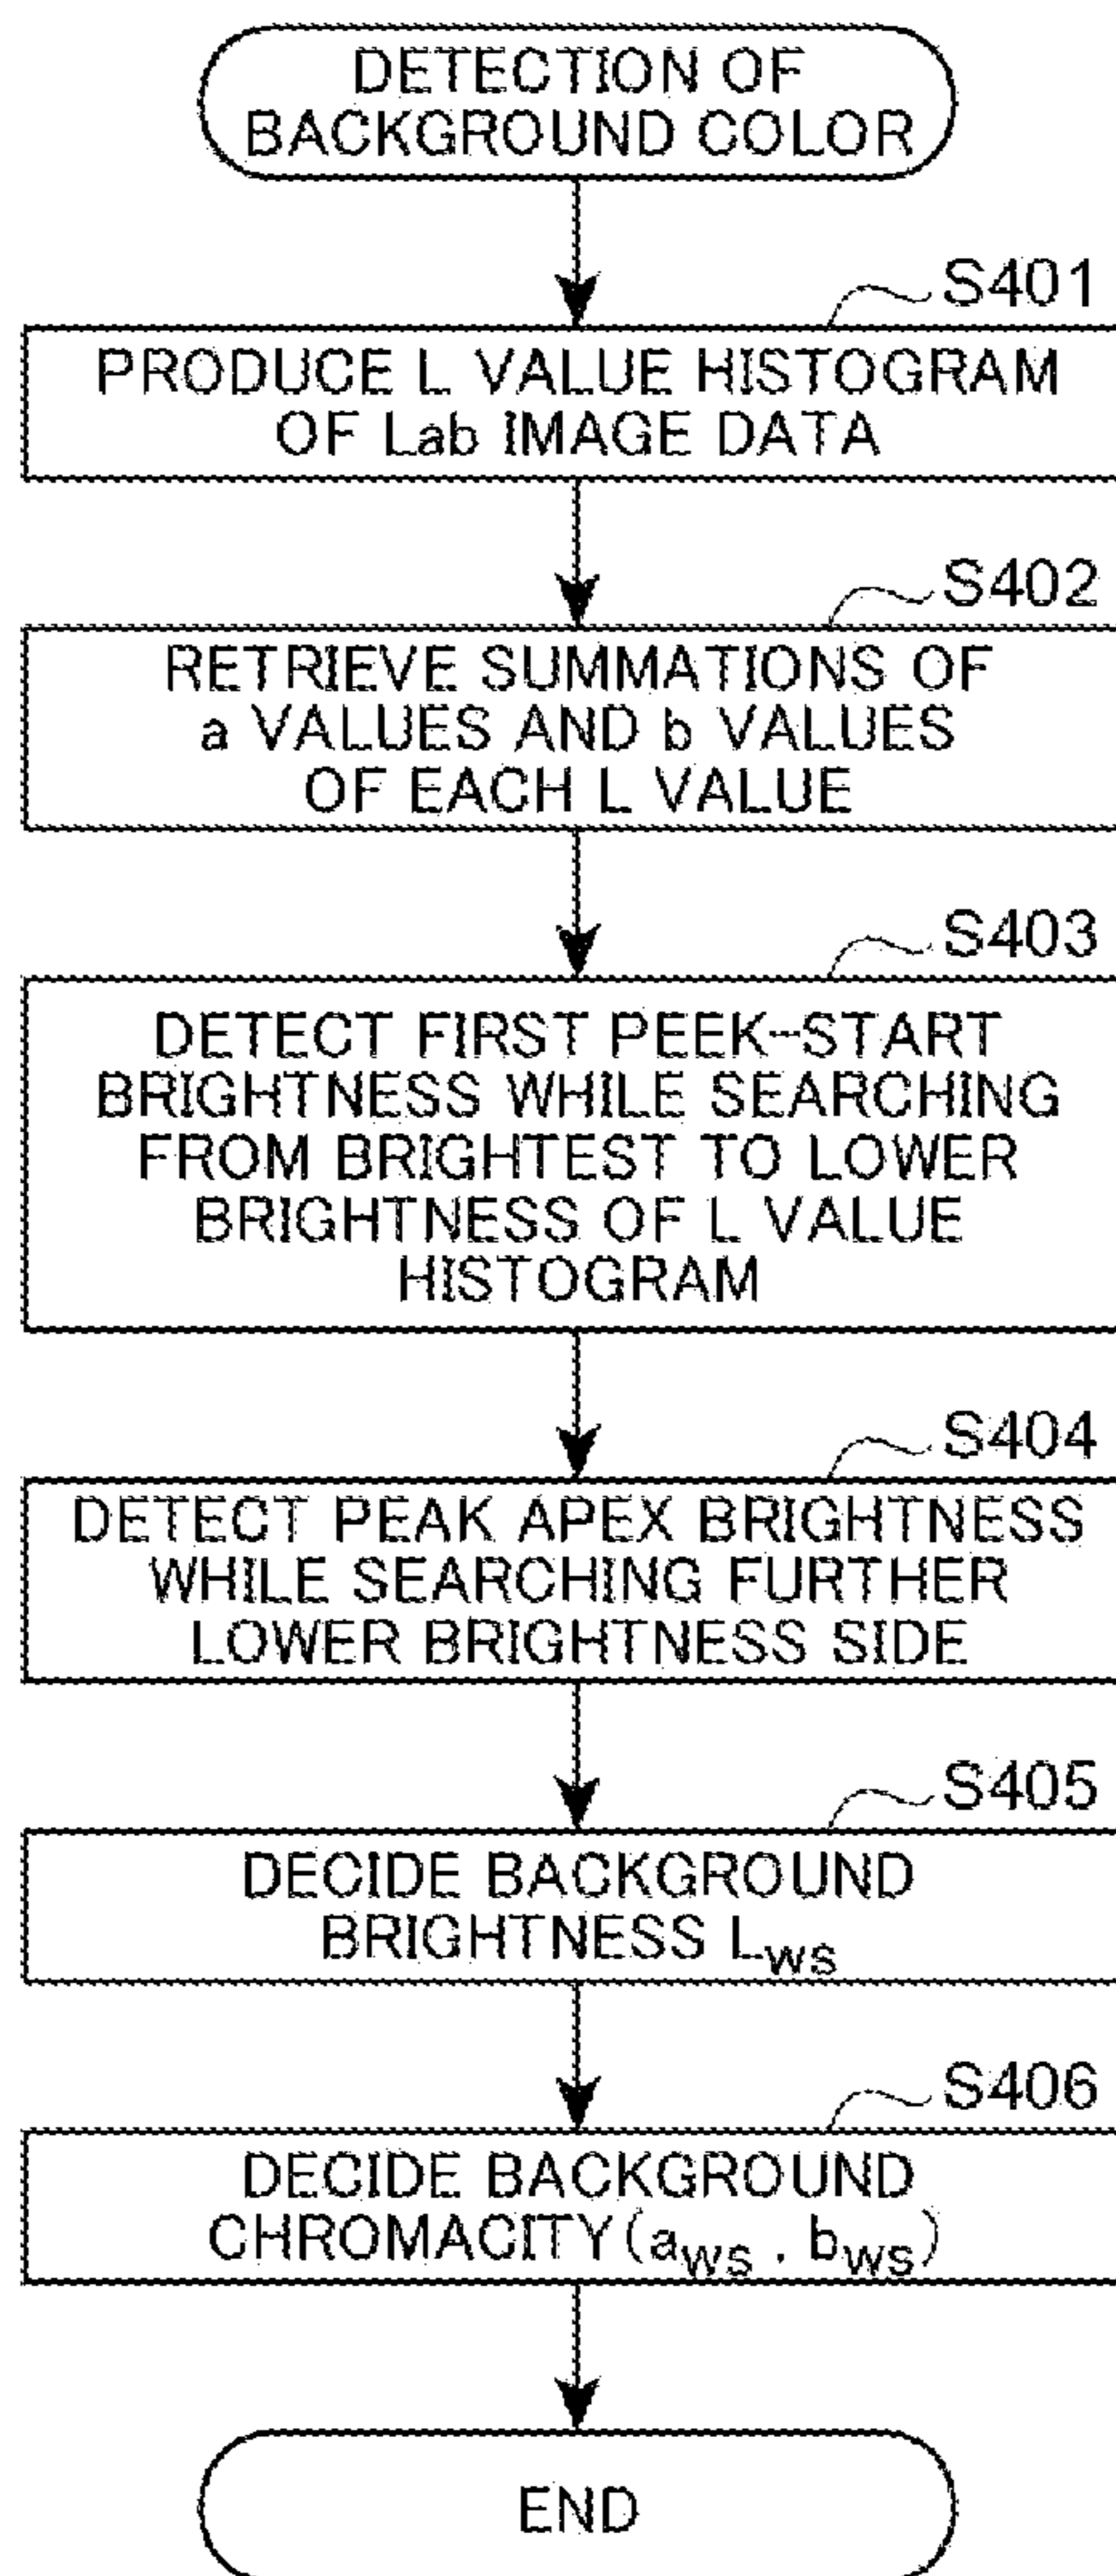 DETECTION OF
BACKGROUND COLOR
S401
PRODUCE L VALUE HISTOGRAM
OF Lab IMAGE DATA
S402
RETRIEVE SUMMATIONS OF
a VALUES AND b VALUES
OF EACH L VALUE
S403
DETECT FIRST PEEK-START
BRIGHTNESS WHILE SEARCHING
FROM BRIGHTEST TO LOWER
BRIGHTNESS OF L VALUE
HISTOGRAM
S404
DETECT PEAK APEX BRIGHTNESS
WHILE SEARCHING FURTHER
LOWER BRIGHTNESS SIDE
S405
DECIDE BACKGROUND
BRIGHTNESS Lws
S406
DECIDE BACKGROUND
CHROMACITY(aws . bws)
END